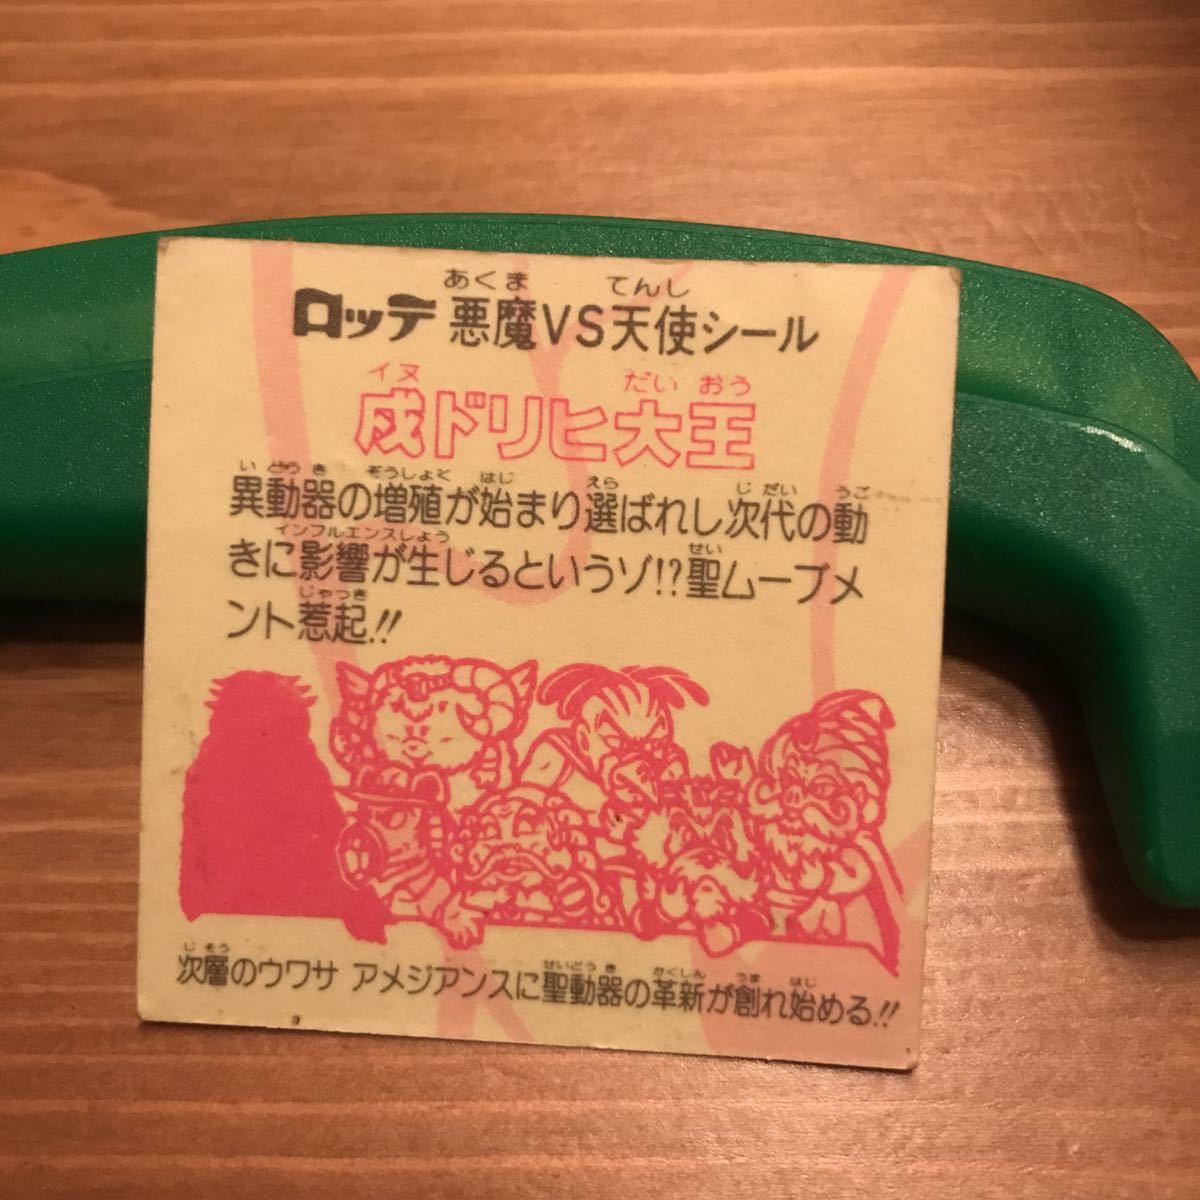 あくま てんし
ロッテ 悪魔VS天使シール
イヌ だい おう
戌ドリヒ大王
い どう き ぞうしょく はじ えら じ だい うご
異動器の増殖が始まり選ばれし次代の動
インフルエンスしょう せい
きに影響が生じるというゾ!?聖ムーブメ
じゃっき
ント惹起!!
じ そう せいどう き かくしん うま はじ
次層のウワサ アメジアンスに聖動器の革新が創れ始める!!